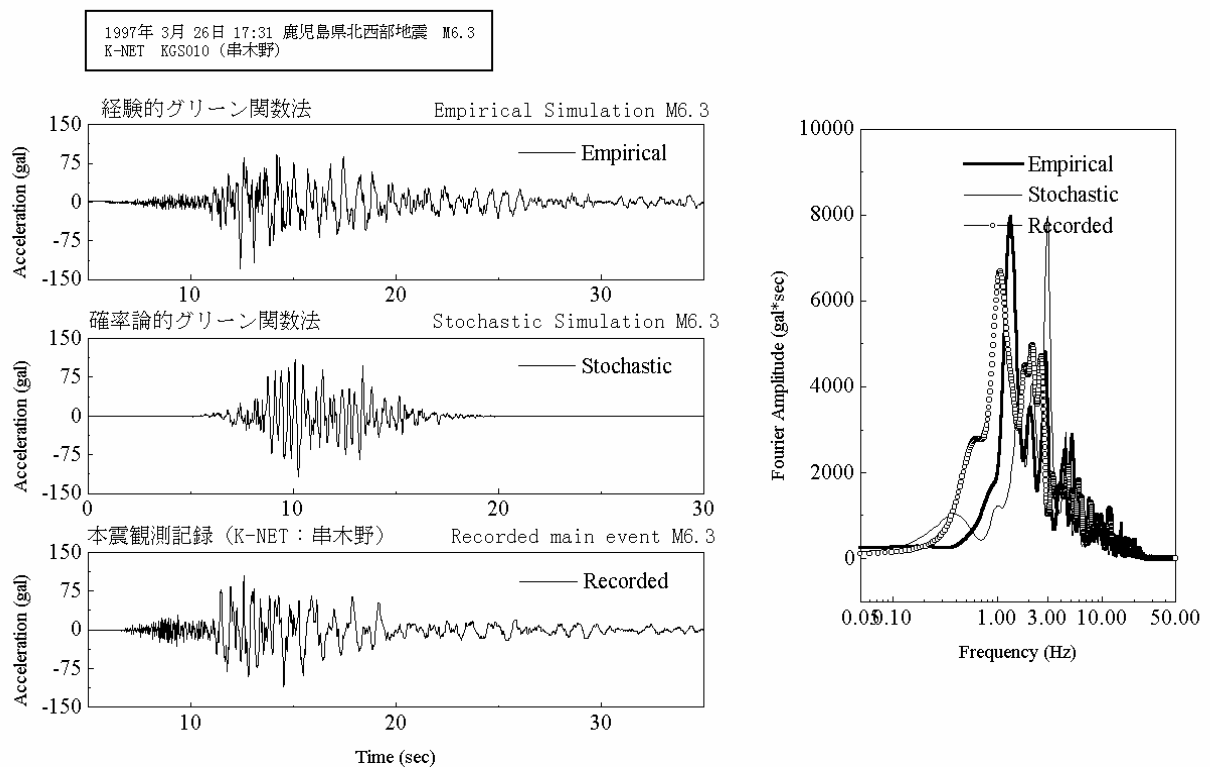 1997年 3月 26日 17:31 鹿児島県北西部地震 M6.3
K-NET KGS010 (串木野)
経験的グリーン関数法 Empirical Simulation M6.3
150
75
0
-75
-150
Acceleration (gal)
Empirical
10 20 30
確率論的グリーン関数法 Stochastic Simulation M6.3
150
75
0
-75
-150
Acceleration (gal)
Stochastic
0 10 20 30
本震観測記録 (K-NET：串木野) Recorded main event M6.3
150
75
0
-75
-150
Acceleration (gal)
Recorded
10 20 30
Time (sec)
10000
8000
6000
4000
2000
0
Fourier Amplitude (gal*sec)
Empirical
Stochastic
Recorded
0.05 0.10 1.00 3.00 10.00 50.00
Frequency (Hz)